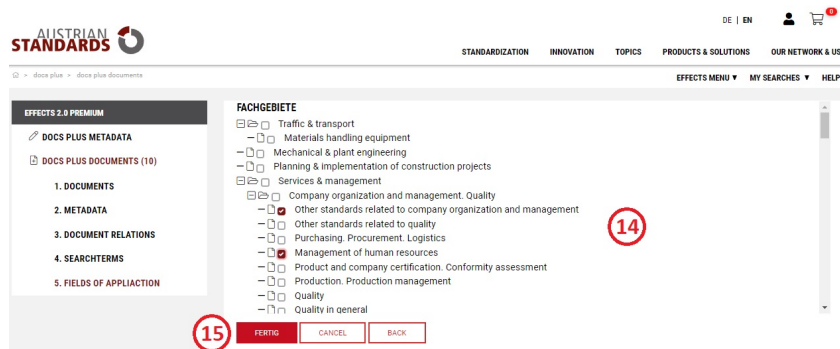 DE | EN
0
AUSTRIAN
STANDARDS
STANDARDIZATION INNOVATION TOPICS PRODUCTS & SOLUTIONS OUR NETWORK & US
> docs plus > docs plus documents
EFFECTS MENU ▼ MY SEARCHES ▼ HELP
EFFECTS 2.0 PREMIUM
DOCS PLUS METADATA
DOCS PLUS DOCUMENTS (10)
1. DOCUMENTS
2. METADATA
3. DOCUMENT RELATIONS
4. SEARCHTERMS
5. FIELDS OF APPLIACTION
FACHGEBIETE
Traffic & transport
Materials handling equipment
Mechanical & plant engineering
Planning & implementation of construction projects
Services & management
Company organization and management. Quality
Other standards related to company organization and management
Other standards related to quality
Purchasing. Procurement. Logistics
Management of human resources
Product and company certification. Conformity assessment
Production. Production management
Quality
Quality in general
14
15
FERTIG CANCEL BACK